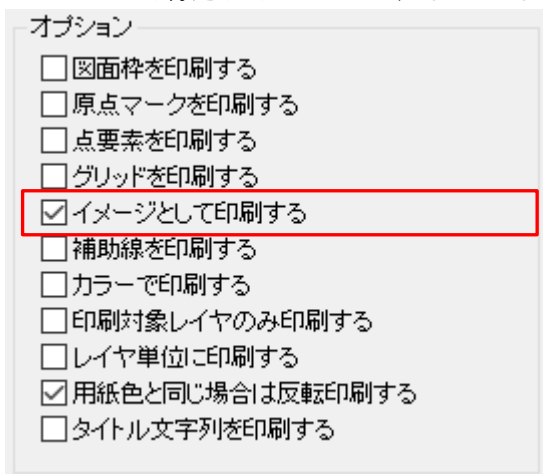 オプション
図面枠を印刷する
原点マークを印刷する
点要素を印刷する
グリッドを印刷する
イメージとして印刷する
補助線を印刷する
カラーで印刷する
印刷対象レイヤのみ印刷する
レイヤ単位に印刷する
用紙色と同じ場合は反転印刷する
タイトル文字列を印刷する